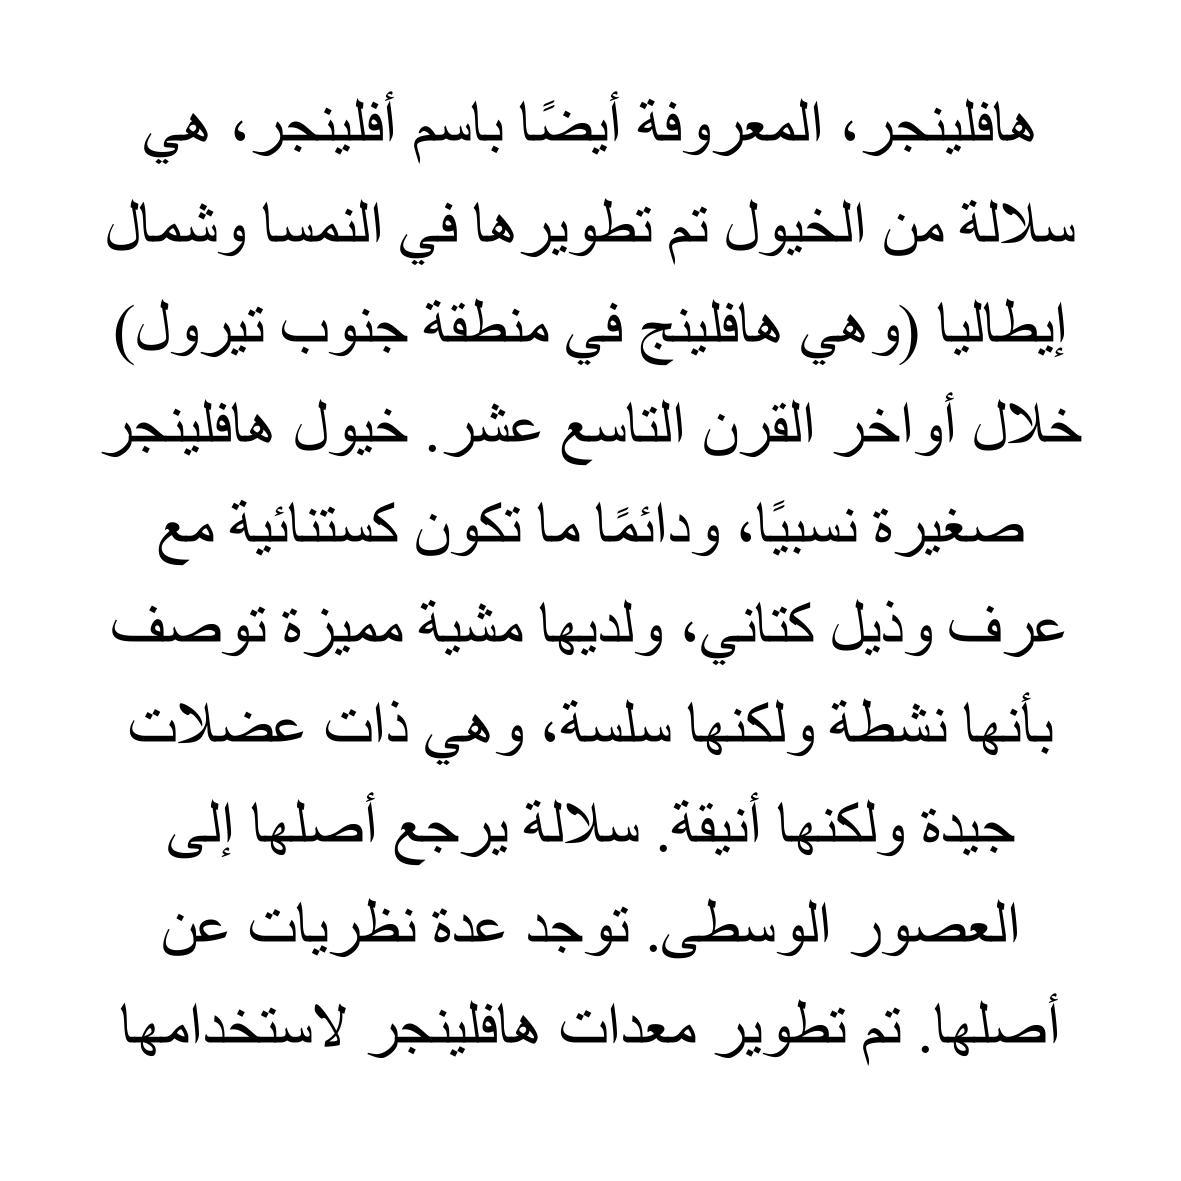 هافلينجر، المعروفة أيضًا باسم أفلينجر، هي
سلالة من الخيول تم تطويرها في النمسا وشمال
إيطاليا (وهي هافلينج في منطقة جنوب تيرول)
خلال أواخر القرن التاسع عشر. خيول هافلينجر
صغيرة نسبيًا، ودائمًا ما تكون كستنائية مع
عرف وذيل كتاني، ولديها مشية مميزة توصف
بأنها نشطة ولكنها سلسة، وهي ذات عضلات
جيدة ولكنها أنيقة. سلالة يرجع أصلها إلى
العصور الوسطى. توجد عدة نظريات عن
أصلها. تم تطوير معدات هافلينجر لاستخدامها